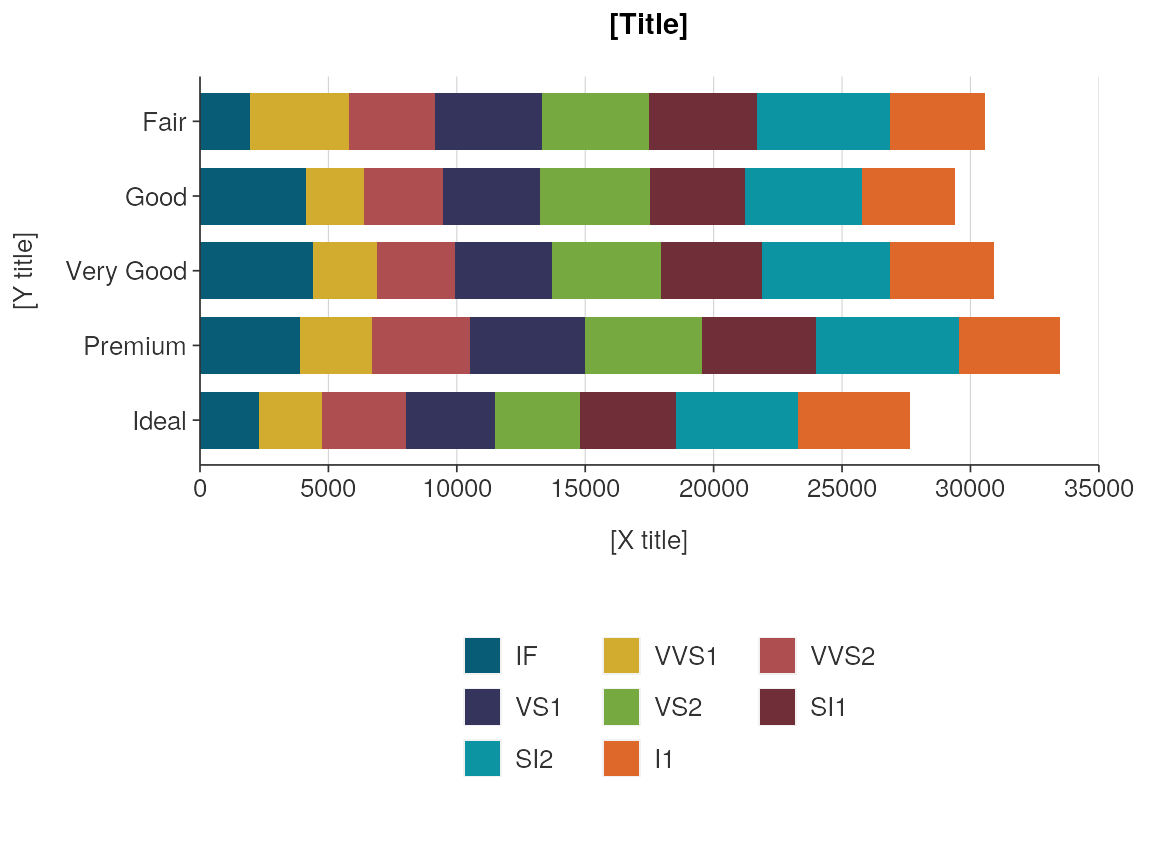 [Title]
[Y title]
Fair
Good
Very Good
Premium
Ideal
0 5000 10000 15000 20000 25000 30000 35000
[X title]
IF VVS1 VVS2
VS1 VS2 SI1
SI2 I1